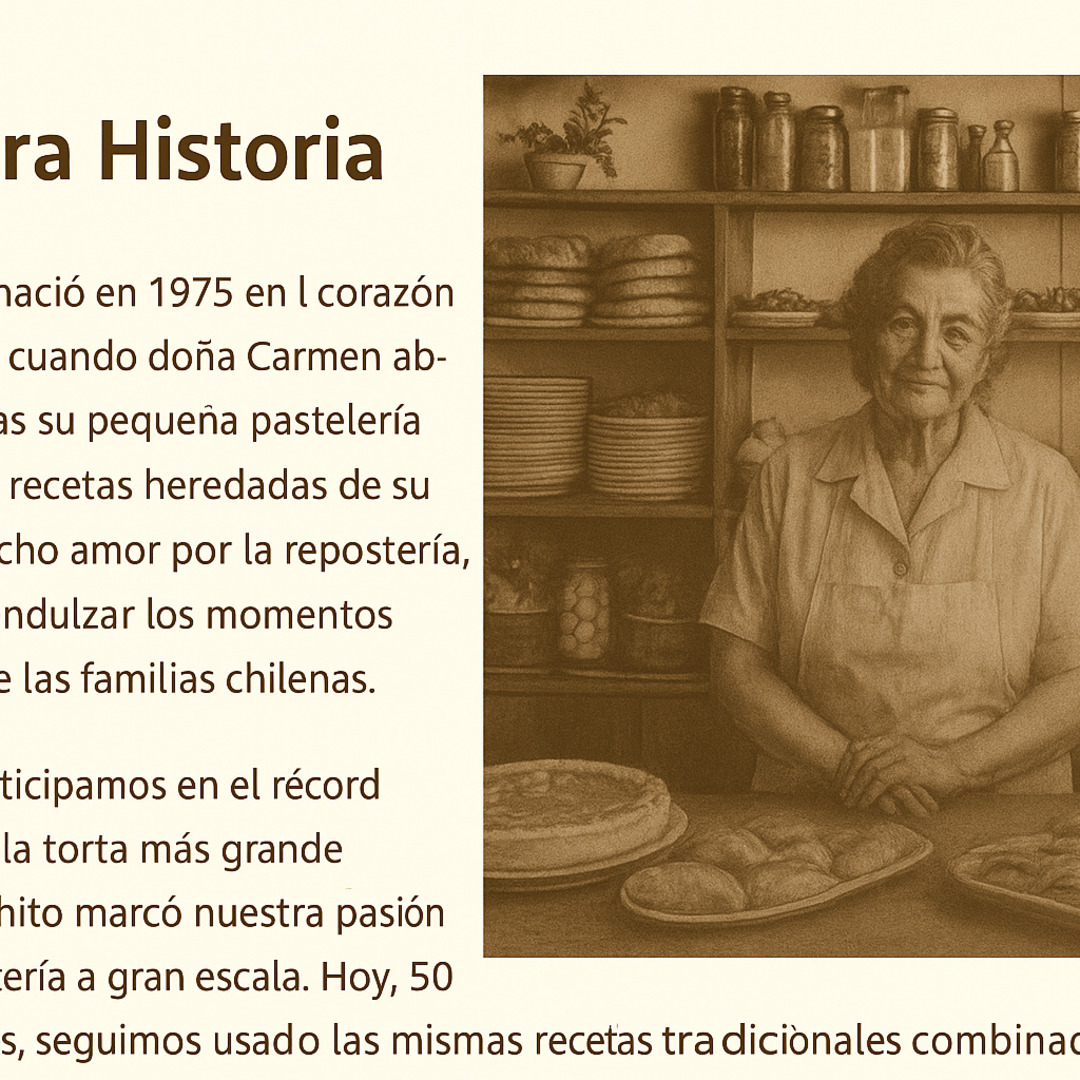 ra Historia
nació en 1975 en l corazón
cuando doña Carmen ab-
as su pequeña pastelería
recetas heredadas de su
cho amor por la repostería,
ndulzar los momentos
e las familias chilenas.
ticipamos en el récord
la torta más grande
hito marcó nuestra pasión
tería a gran escala. Hoy, 50
s, seguimos usado las mismas recetas tra diciònales combinad